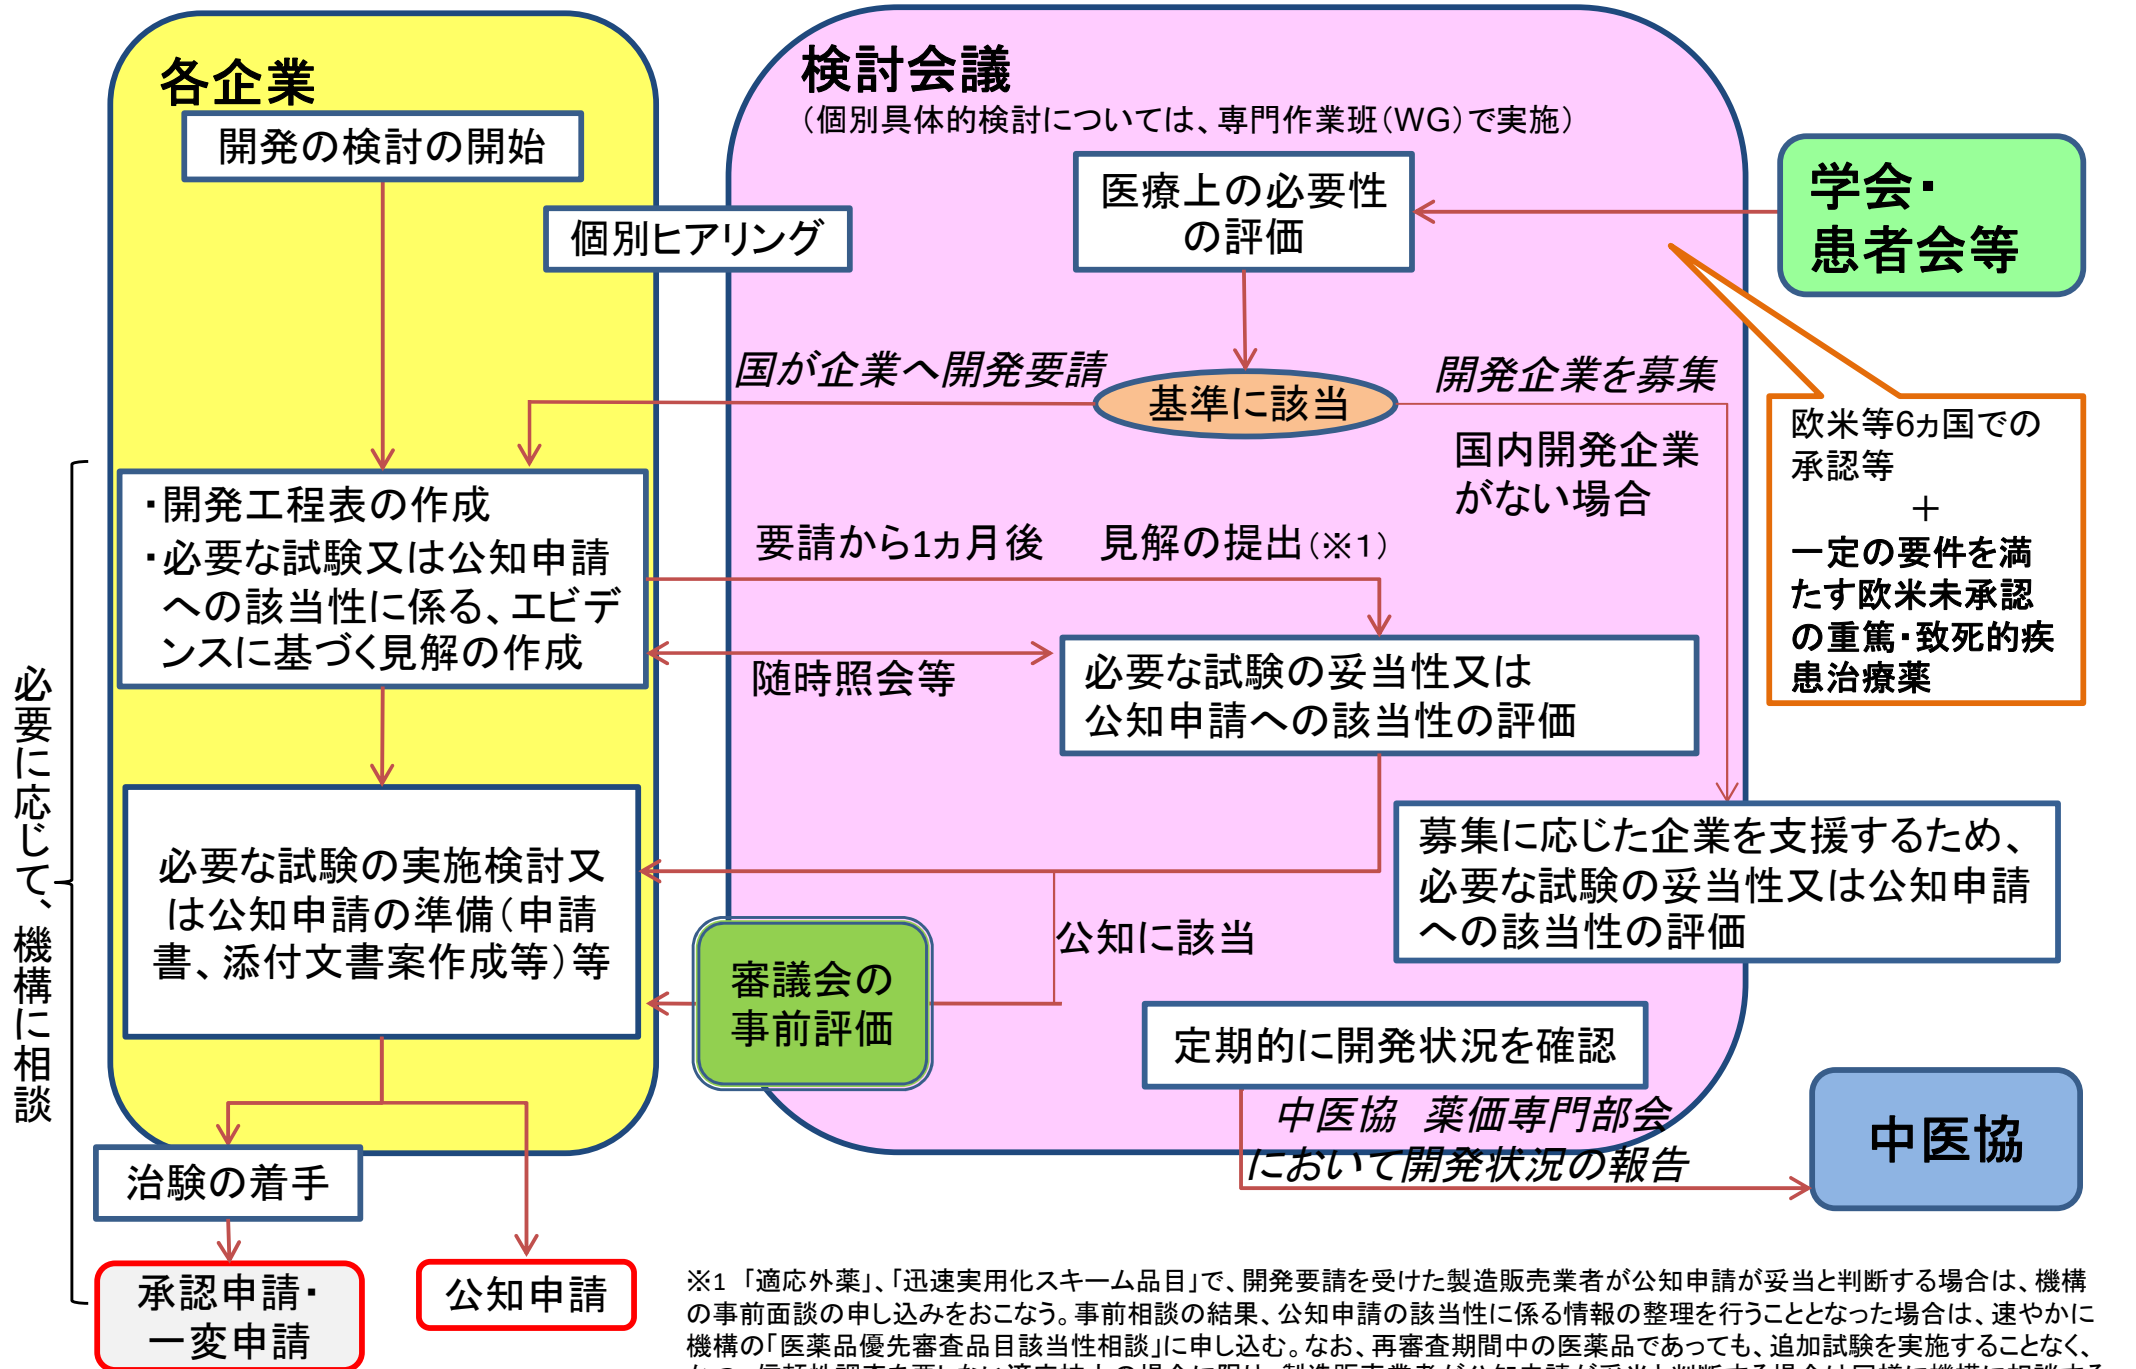 各企業
開発の検討の開始
検討会議
（個別具体的検討については、専門作業班（WG）で実施）
医療上の必要性
の評価
学会・
患者会等
個別ヒアリング
国が企業へ開発要請
基準に該当
開発企業を募集
国内開発企業
がない場合
欧米等6ヵ国での
承認等
＋
一定の要件を満
たす欧米未承認
の重篤・致死的疾
患治療薬
・開発工程表の作成
・必要な試験又は公知申請
への該当性に係る、エビデ
ンスに基づく見解の作成
要請から1ヵ月後　見解の提出（※１）
随時照会等
必要な試験の妥当性又は
公知申請への該当性の評価
必要に応じて、機構に相談
必要な試験の実施検討又
は公知申請の準備（申請
書、添付文書案作成等）等
募集に応じた企業を支援するため、
必要な試験の妥当性又は公知申請
への該当性の評価
公知に該当
審議会の
事前評価
定期的に開発状況を確認
中医協　薬価専門部会
において開発状況の報告
中医協
治験の着手
承認申請・
一変申請
公知申請
※1　「適応外薬」、「迅速実用化スキーム品目」で、開発要請を受けた製造販売業者が公知申請が妥当と判断する場合は、機構
の事前面談の申し込みをおこなう。事前相談の結果、公知申請の該当性に係る情報の整理を行うこととなった場合は、速やかに
機構の「医薬品優先審査品目該当性相談」に申し込む。なお、再審査期間中の医薬品であっても、追加試験を実施することなく、